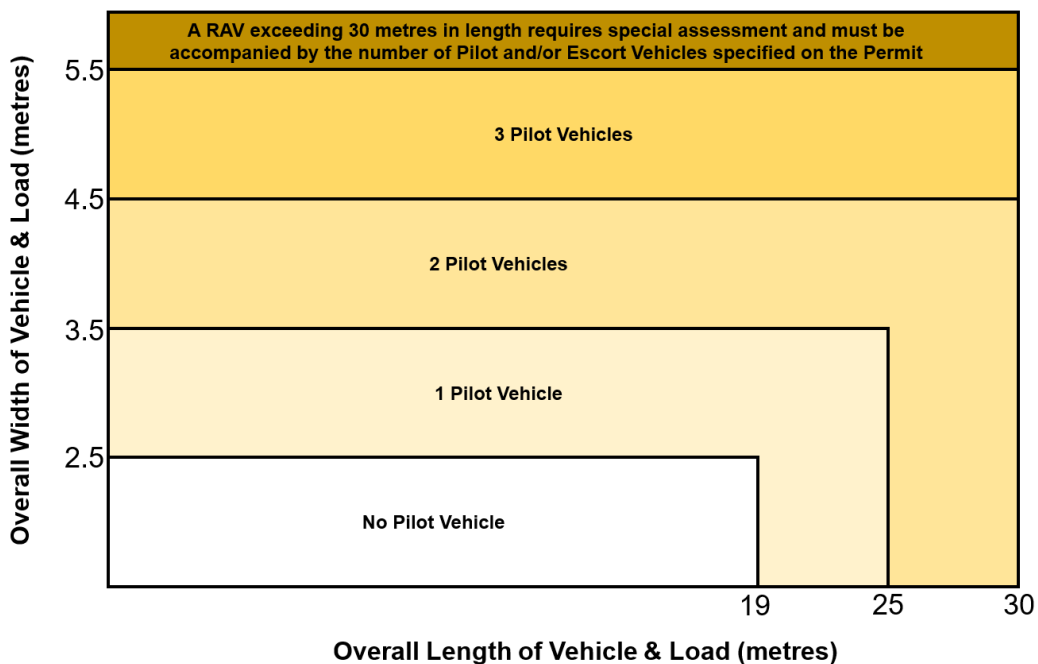 A RAV exceeding 30 metres in length requires special assessment and must be
accompanied by the number of Pilot and/or Escort Vehicles specified on the Permit
5.5
3 Pilot Vehicles
4.5
2 Pilot Vehicles
3.5
1 Pilot Vehicle
2.5
No Pilot Vehicle
19
25
30
Overall Width of Vehicle & Load (metres)
Overall Length of Vehicle & Load (metres)